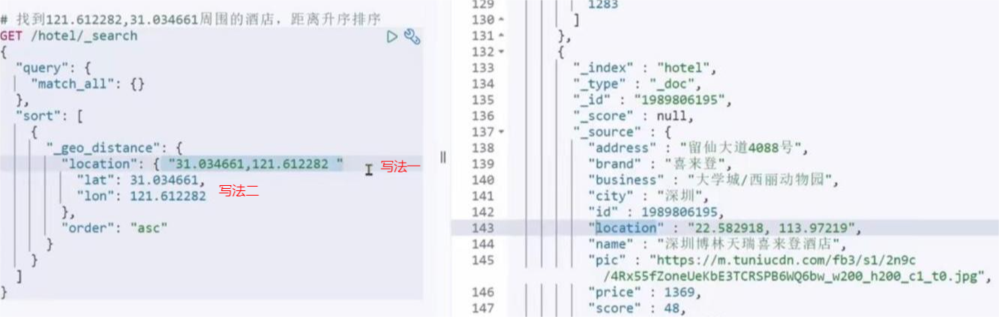 # 找到121.612282,31.034661周围的酒店，距离升序排序
GET /hotel/_search
{
"query": {
"match_all": {}
},
"sort": [
{
"_geo_distance": {
"location": { "31.034661,121.612282 " 写法一
"lat": 31.034661, 写法二
"lon": 121.612282
},
"order": "asc"
}
}
]
}
129 1283
130 ]
131 },
132 {
133 "_index" : "hotel",
134 "_type" : "_doc",
135 "_id" : "1989806195",
136 "_score" : null,
137 "_source" : {
138 "address" : "留仙大道4088号",
139 "brand" : "喜来登",
140 "business" : "大学城/西丽动物园",
141 "city" : "深圳",
142 "id" : 1989806195,
143 "location" : "22.582918, 113.97219",
144 "name" : "深圳博林天瑞喜来登酒店",
145 "pic" : "https://m.tuniucdn.com/fb3/s1/2n9c
/4Rx55fZoneUeKbE3TCRSPB6WQ6bw_w200_h200_c1_t0.jpg",
146 "price" : 1369,
147 "score" : 48,